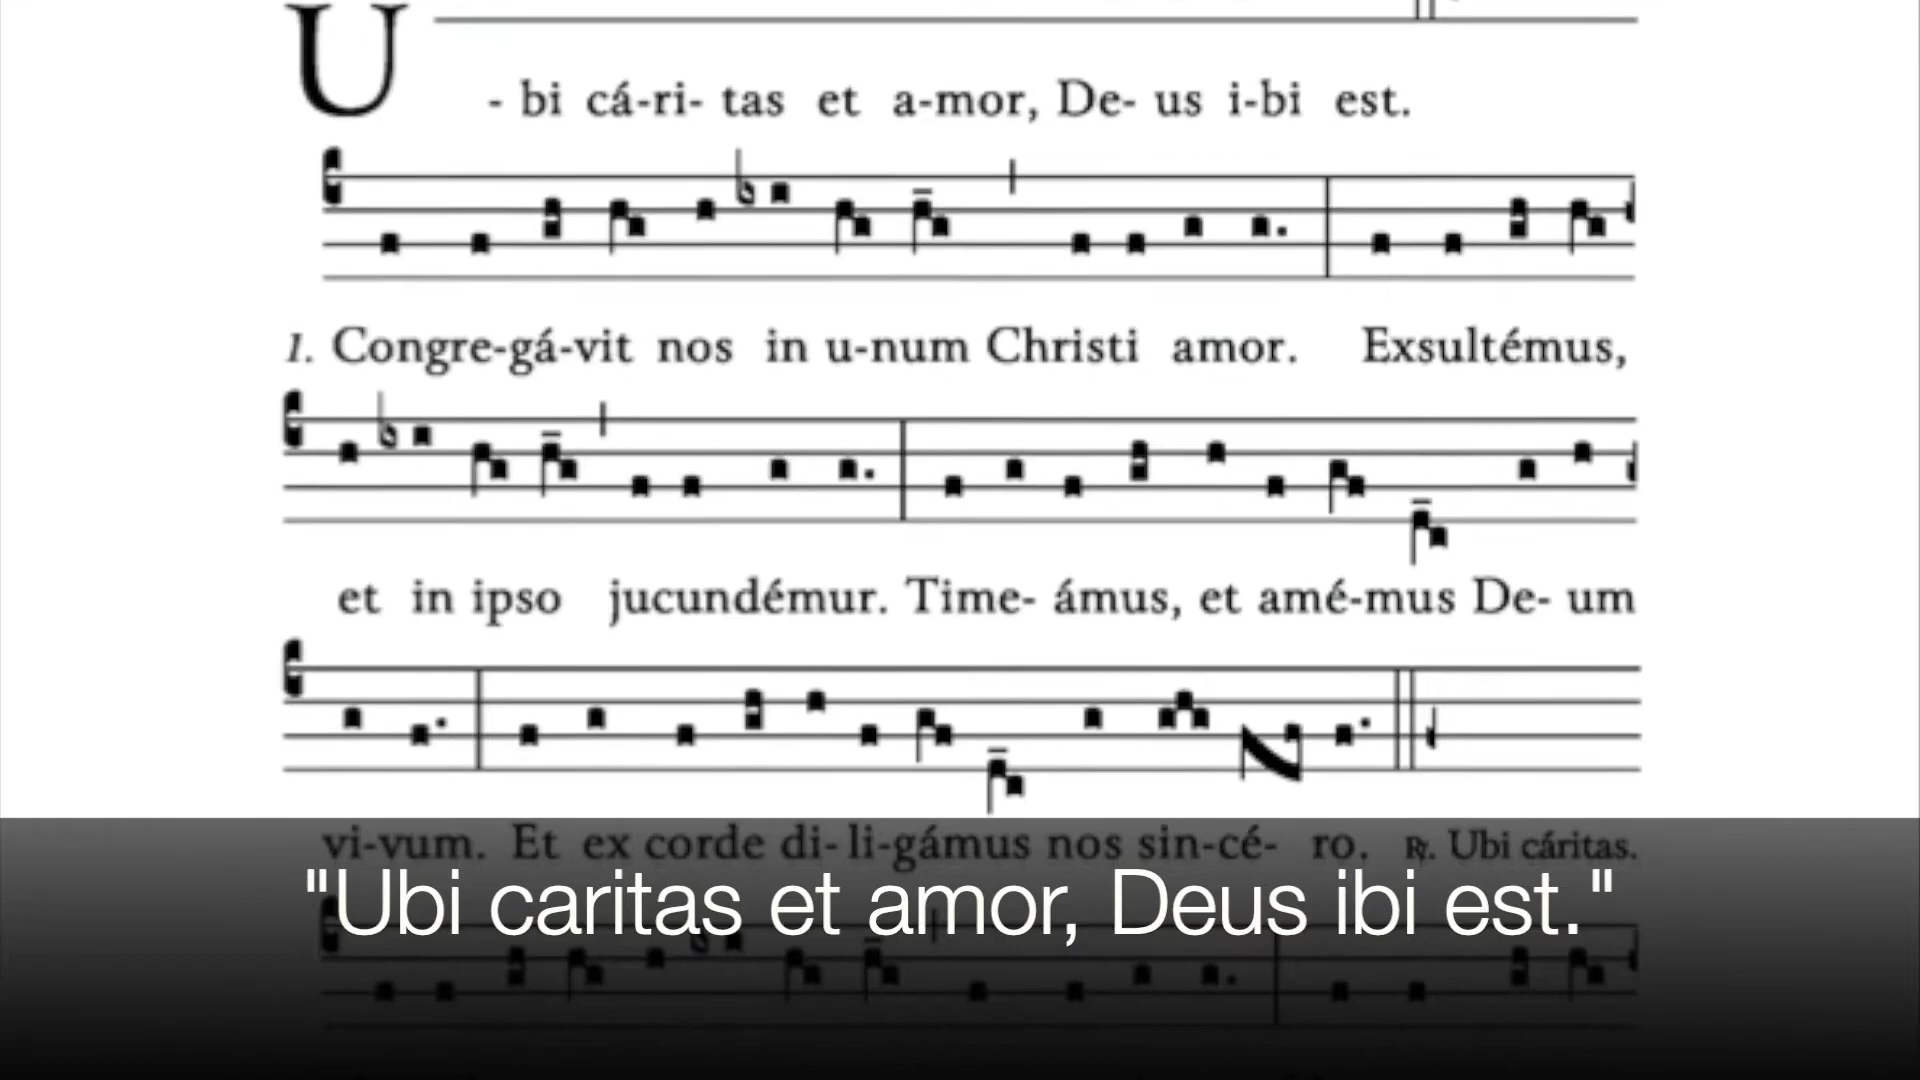 U - bi cá-ri- tas et a-mor, De- us i-bi est.
1. Congre-gá-vit nos in u-num Christi amor. Exsultémus,
et in ipso jucundémur. Time- ámus, et amé-mus De- um
vi-vum. Et ex corde di- li-gámus nos sin-cé- ro. ℟. Ubi cáritas.
"Ubi caritas et amor, Deus ibi est."